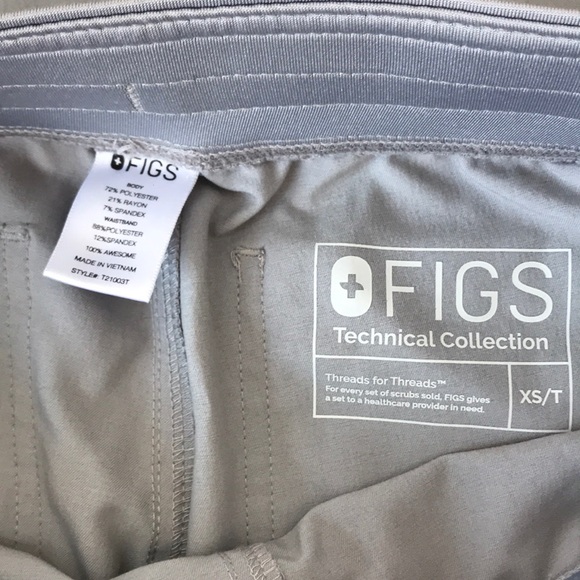 FIGS
BODY
72% POLYESTER
21% RAYON
7% SPANDEX
WAISTBAND
88%POLYESTER
12%SPANDEX
100% AWESOME
MADE IN VIETNAM
STYLE# T21003T
FIGS
Technical Collection
Threads for Threads™
For every set of scrubs sold, FIGS gives
a set to a healthcare provider in need.
XS/T